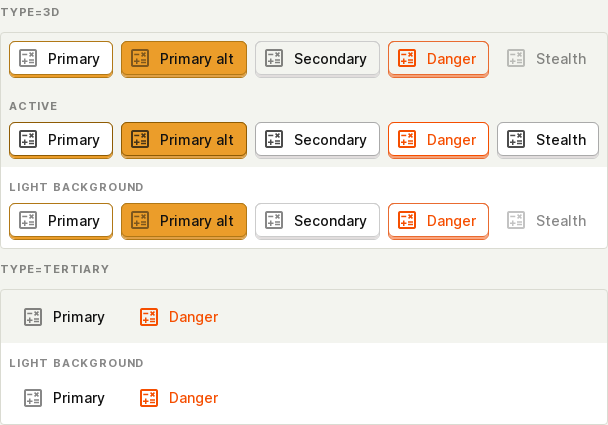 TYPE=3D
Primary Primary alt Secondary Danger Stealth
ACTIVE
Primary Primary alt Secondary Danger Stealth
LIGHT BACKGROUND
Primary Primary alt Secondary Danger Stealth
TYPE=TERTIARY
Primary Danger
LIGHT BACKGROUND
Primary Danger